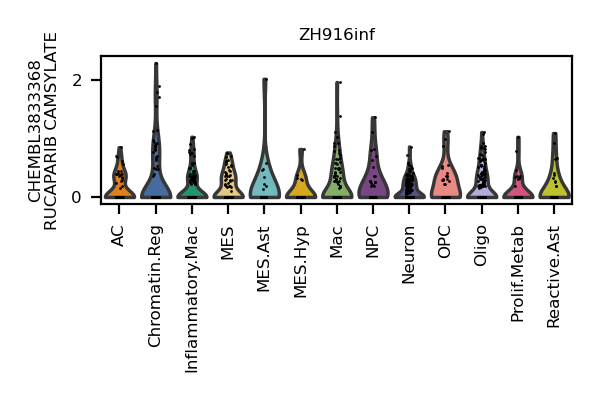 ZH916inf
CHEMBL3833368
RUCAPARIB CAMSYLATE
2
0
AC
Chromatin.Reg
Inflammatory.Mac
MES
MES.Ast
MES.Hyp
Mac
NPC
Neuron
OPC
Oligo
Prolif.Metab
Reactive.Ast